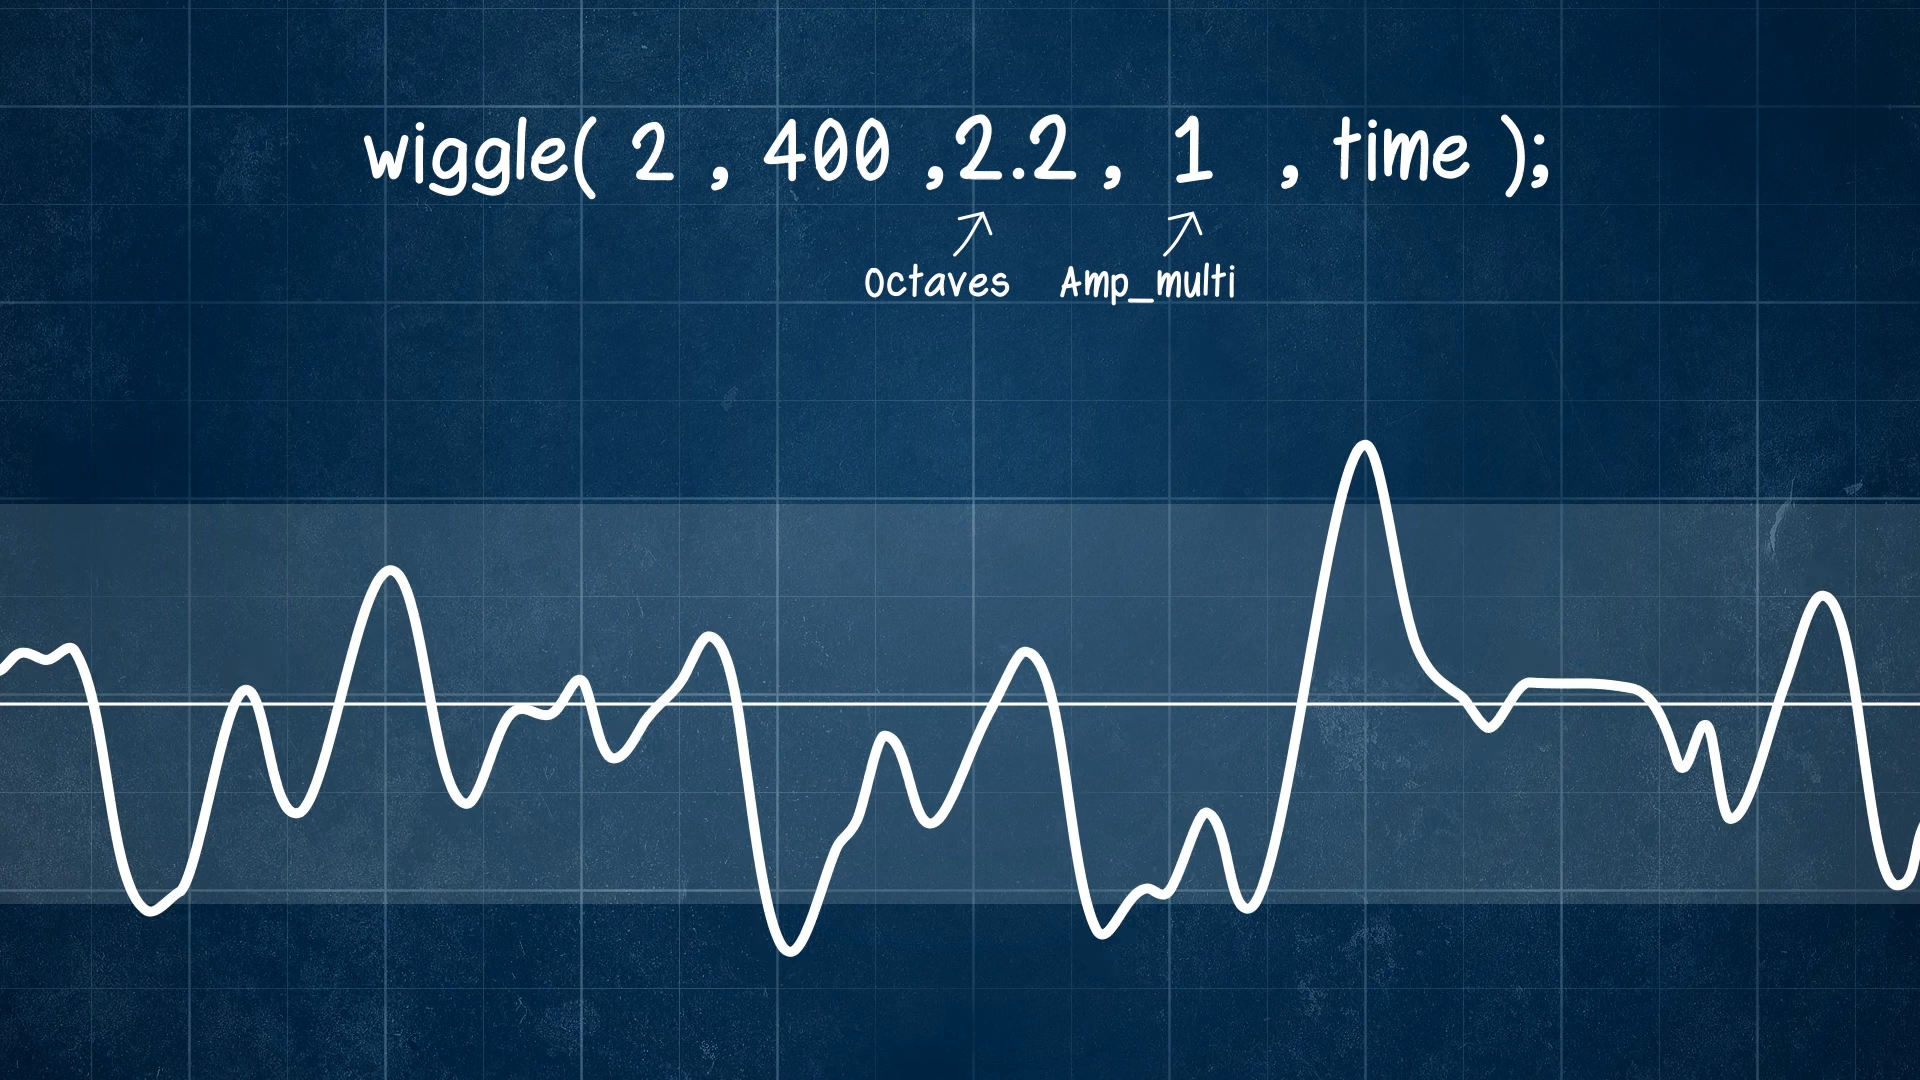 wiggle( 2 , 400 ,2.2 , 1 , time );
Octaves Amp_multi